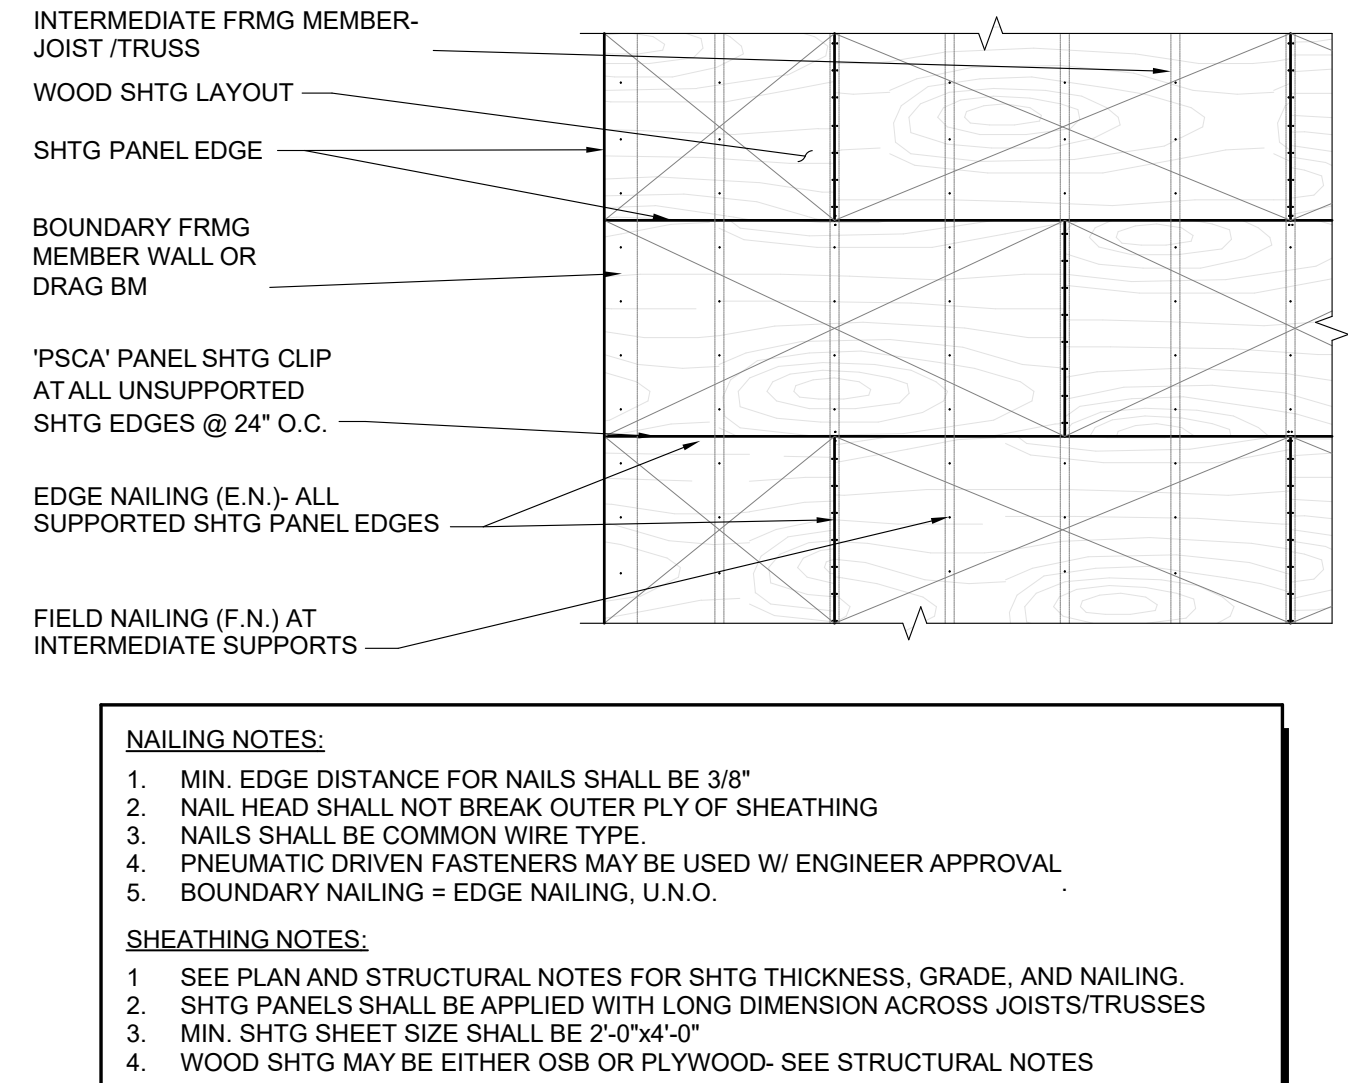 INTERMEDIATE FRMG MEMBER-
JOIST /TRUSS
WOOD SHTG LAYOUT
SHTG PANEL EDGE
BOUNDARY FRMG
MEMBER WALL OR
DRAG BM
'PSCA' PANEL SHTG CLIP
AT ALL UNSUPPORTED
SHTG EDGES @ 24" O.C.
EDGE NAILING (E.N.)- ALL
SUPPORTED SHTG PANEL EDGES
FIELD NAILING (F.N.) AT
INTERMEDIATE SUPPORTS
NAILING NOTES:
1. MIN. EDGE DISTANCE FOR NAILS SHALL BE 3/8"
2. NAIL HEAD SHALL NOT BREAK OUTER PLY OF SHEATHING
3. NAILS SHALL BE COMMON WIRE TYPE.
4. PNEUMATIC DRIVEN FASTENERS MAY BE USED W/ ENGINEER APPROVAL
5. BOUNDARY NAILING = EDGE NAILING, U.N.O.
SHEATHING NOTES:
1 SEE PLAN AND STRUCTURAL NOTES FOR SHTG THICKNESS, GRADE, AND NAILING.
2. SHTG PANELS SHALL BE APPLIED WITH LONG DIMENSION ACROSS JOISTS/TRUSSES
3. MIN. SHTG SHEET SIZE SHALL BE 2'-0"x4'-0"
4. WOOD SHTG MAY BE EITHER OSB OR PLYWOOD- SEE STRUCTURAL NOTES